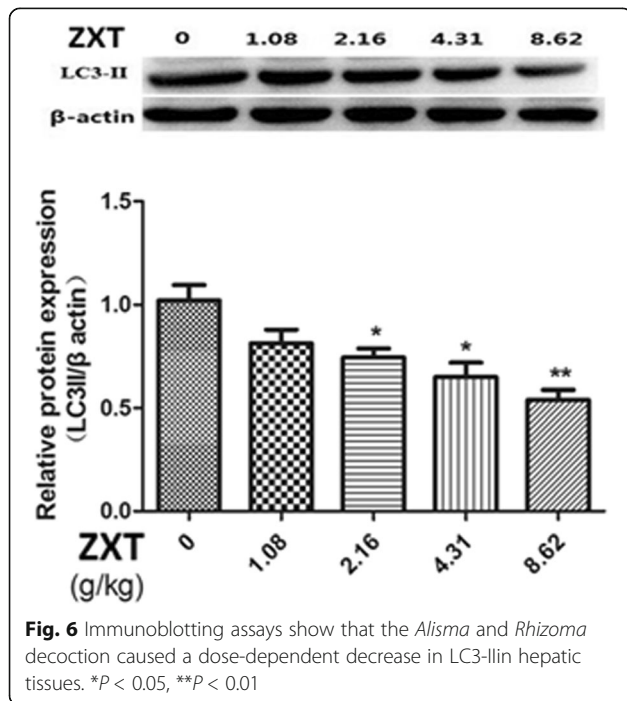 ZXT 0 1.08 2.16 4.31 8.62
LC3-II
β-actin
Relative protein expression
(LC3II/β actin)
1.5
1.0
0.5
0.0
* * **
ZXT
(g/kg)
0 1.08 2.16 4.31 8.62
Fig. 6 Immunoblotting assays show that the Alisma and Rhizoma
decoction caused a dose-dependent decrease in LC3-IIin hepatic
tissues. *P < 0.05, **P < 0.01